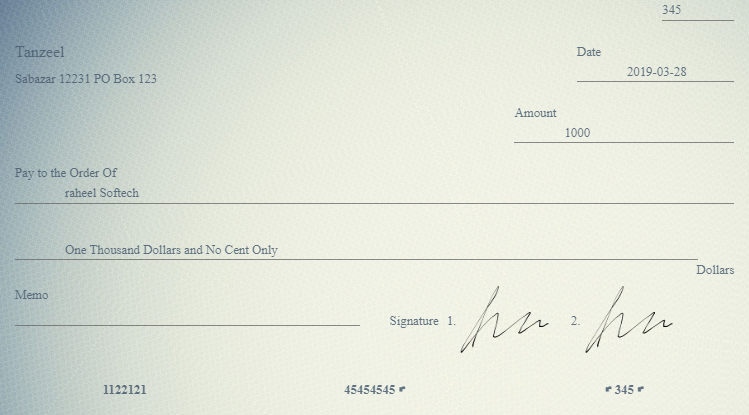 345
Tanzeel
Date
Sabazar 12231 PO Box 123
2019-03-28
Amount
1000
Pay to the Order Of
raheel Softech
One Thousand Dollars and No Cent Only
Dollars
Memo
Signature 1. 2.
1122121 45454545 ⑈ ⑈ 345 ⑈